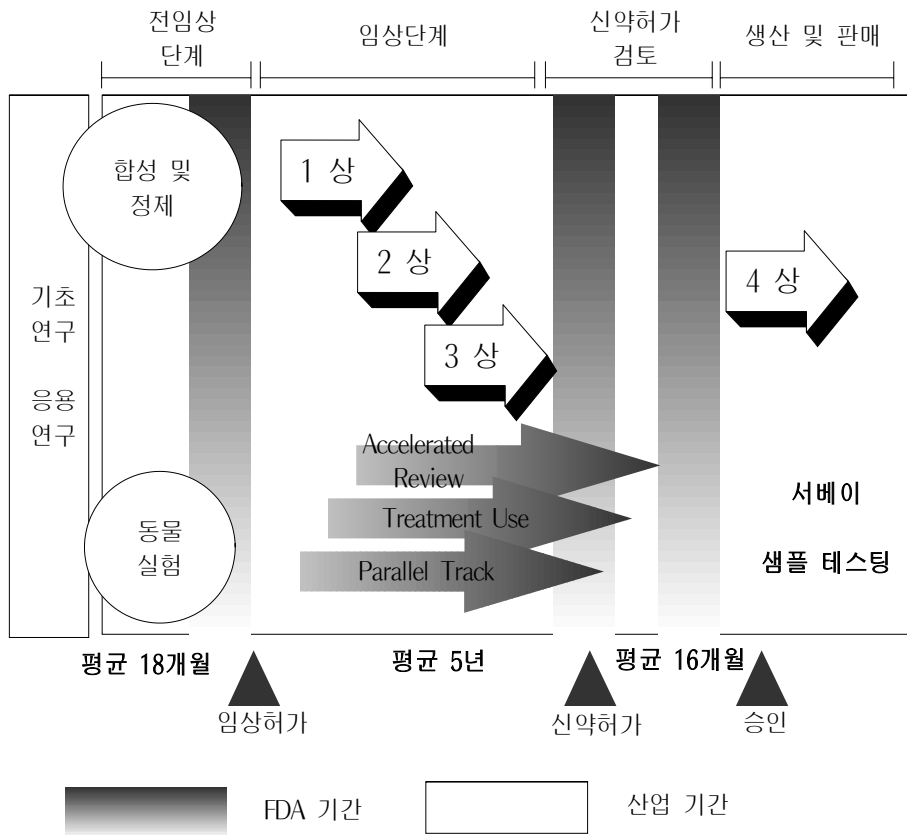 전임상
단계
임상단계
신약허가
검토
생산 및 판매
합성 및
정제
1 상
2 상
3 상
4 상
기초
연구
응용
연구
Accelerated
Review
Treatment Use
Parallel Track
동물
실험
서베이
샘플 테스팅
평균 18개월
평균 5년
평균 16개월
임상허가
신약허가
승인
FDA 기간
산업 기간